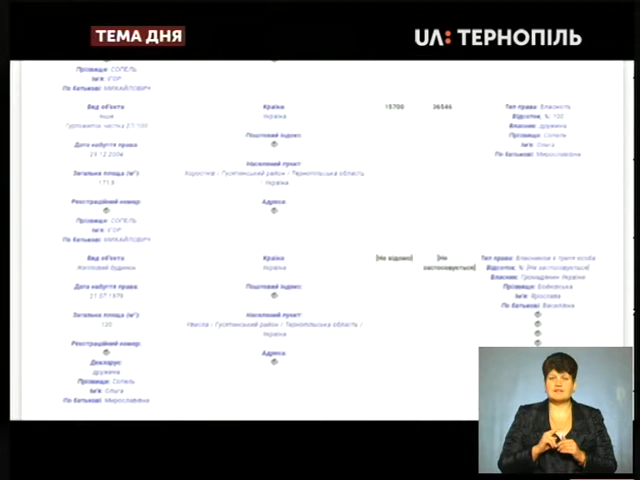 ТЕМА ДНЯ
UA: ТЕРНОПІЛЬ
Прізвище: СОПЕЛЬ
Ім'я: ІГОР
По батькові: МИХАЙЛОВИЧ
Вид об'єкта
Інше
Дата набуття права
29.12.2004
Загальна площа (м²):
171.9
Реєстраційний номер:
Прізвище: СОПЕЛЬ
Ім'я: ІГОР
По батькові: МИХАЙЛОВИЧ
Країна
Україна
Поштовий індекс:
Населений пункт:
/ Гусятинський район / Тернопільська область
/ Україна
Адреса:
15700
36546
Тип права: Власність
Відсоток, %: 100
Власник: дружина
Прізвище: Сопель
Ім'я: Ольга
По батькові: Мирославівна
Вид об'єкта
Житловий будинок
Дата набуття права:
21.07.1979
Загальна площа (м²):
120
Реєстраційний номер:
Декларує:
дружина
Прізвище: Сопель
Ім'я: Ольга
По батькові: Мирославівна
Країна
Україна
Поштовий індекс:
Населений пункт:
/ Гусятинський район / Тернопільська область /
Україна
Адреса
[Не відомо]
[Не
застосовується]
Тип права: Власником є третя особа
Відсоток, %: [Не застосовується]
Власник: Громадянин України
Прізвище:
Ім'я: Ярослава
По батькові: Василівна